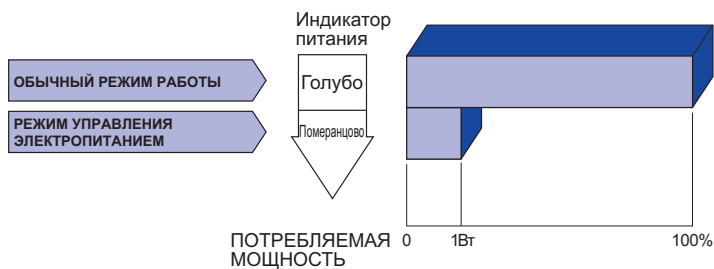 Индикатор
питания
ОБЫЧНЫЙ РЕЖИМ РАБОТЫ
Голубо
РЕЖИМ УПРАВЛЕНИЯ
ЭЛЕКТРОПИТАНИЕМ
Померанцово
ПОТРЕБЛЯЕМАЯ
МОЩНОСТЬ
0 1Вт 100%